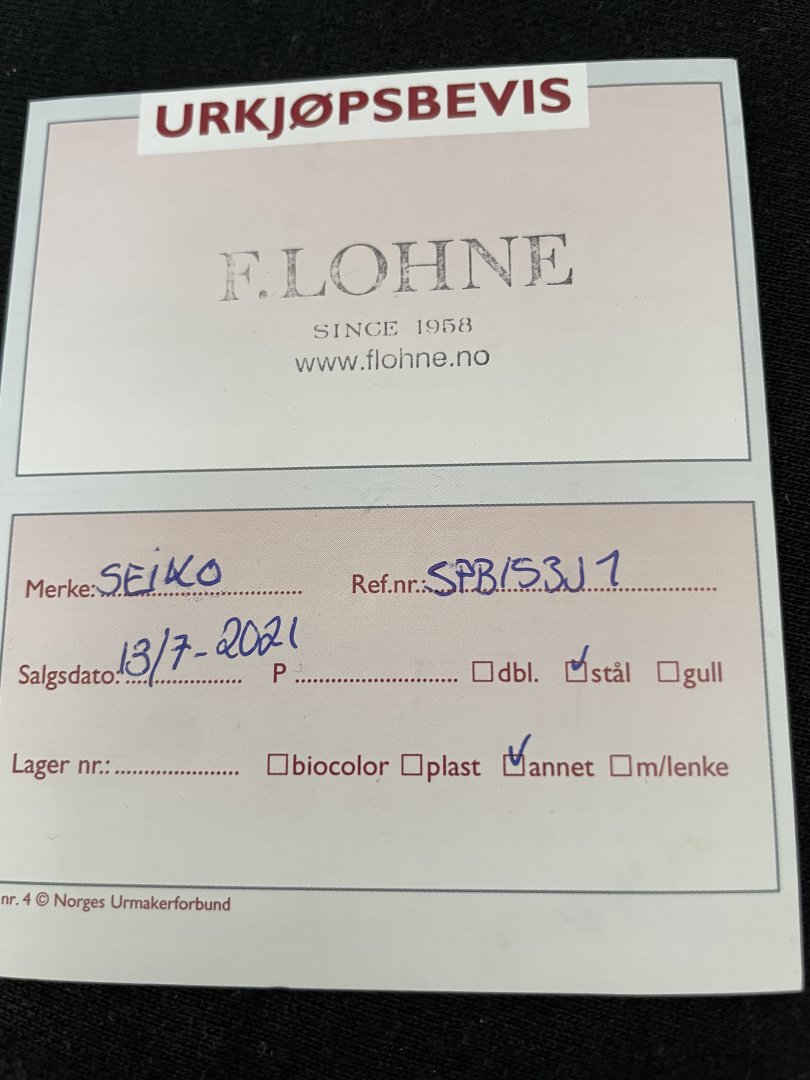 URKJØPSBEVIS
F.LOHNE
SINCE 1958
www.flohne.no
Merke: SEIKO Ref.nr.: SPB153J1
Salgsdato: 13/7-2021 P ☐dbl. ☑stål ☐gull
Lager nr.: ☐biocolor ☐plast ☑annet ☐m/lenke
nr. 4 © Norges Urmakerforbund